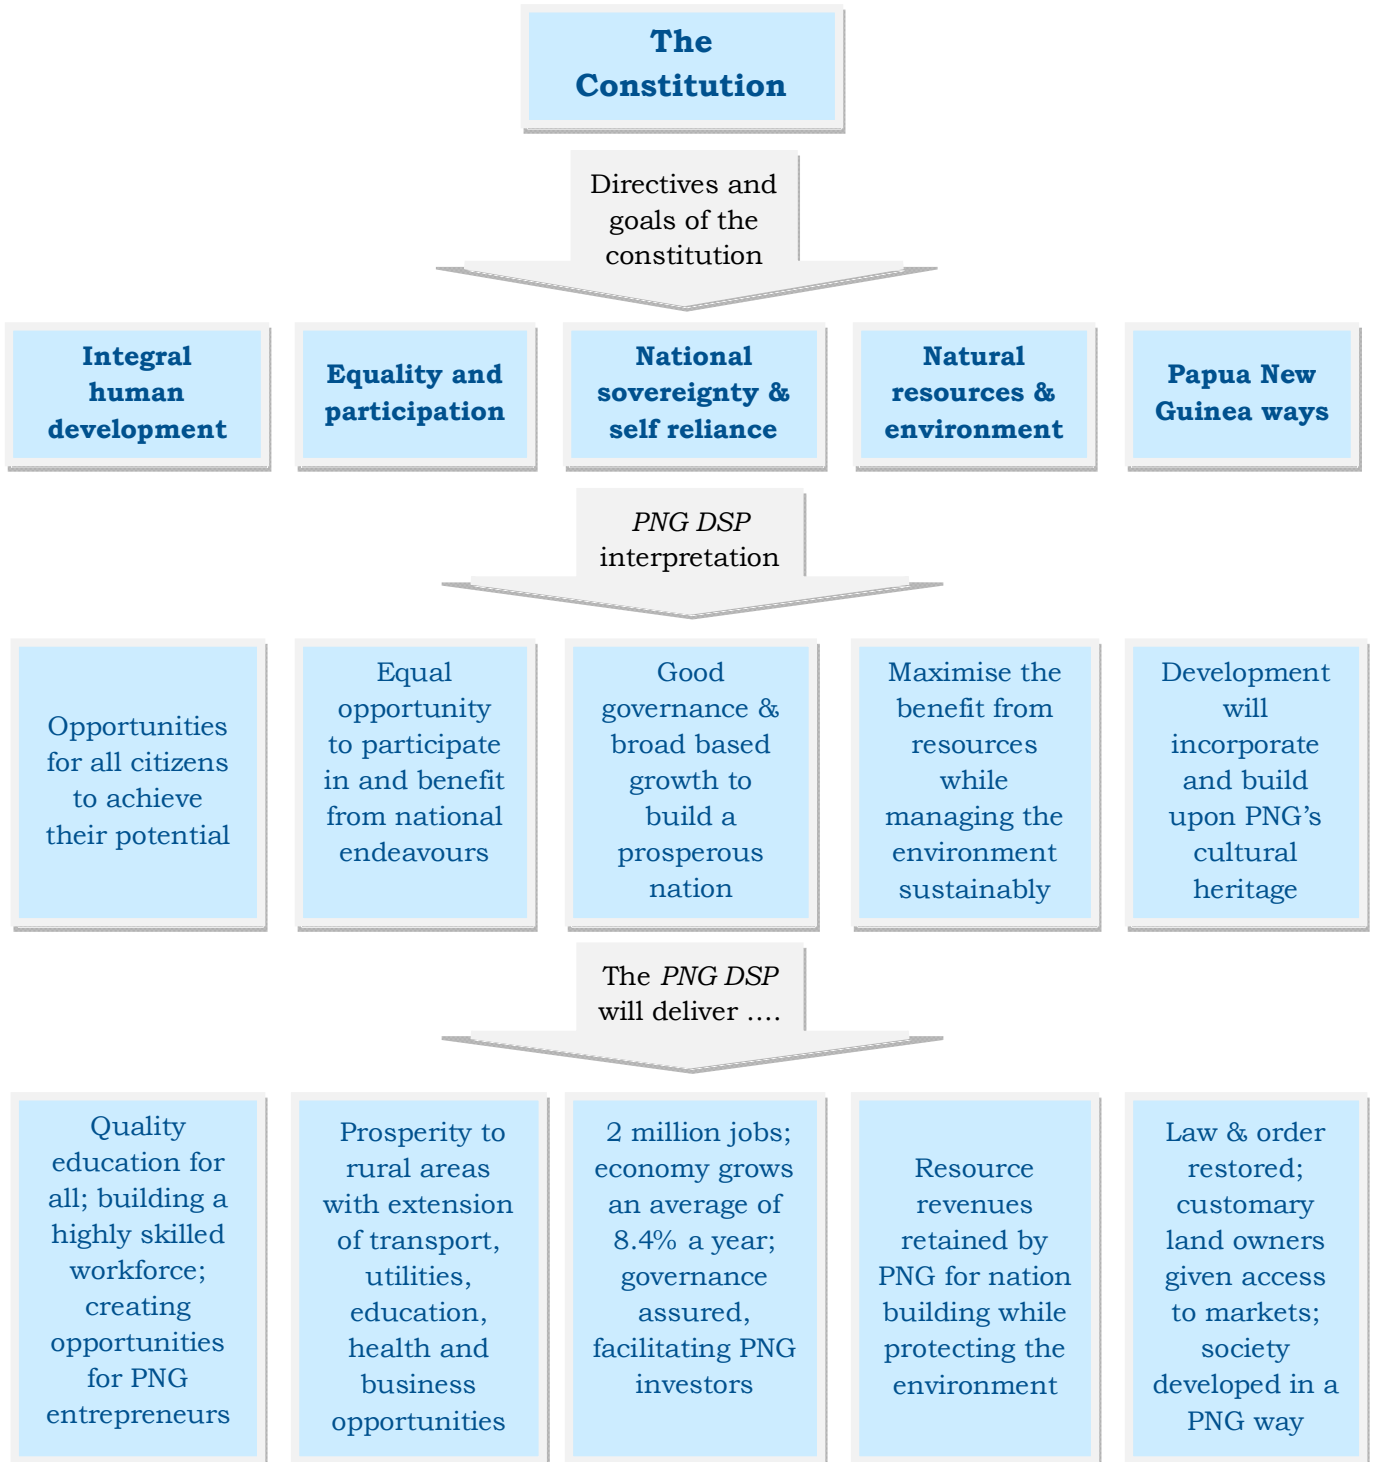 The
Constitution
Directives and
goals of the
constitution
Integral
human
development
Equality and
participation
National
sovereignty &
self reliance
Natural
resources &
environment
Papua New
Guinea ways
PNG DSP
interpretation
Opportunities
for all citizens
to achieve
their potential
Equal
opportunity
to participate
in and benefit
from national
endeavours
Good
governance &
broad based
growth to
build a
prosperous
nation
Maximise the
benefit from
resources
while
managing the
environment
sustainably
Development
will
incorporate
and build
upon PNG’s
cultural
heritage
The PNG DSP
will deliver ….
Quality
education for
all; building a
highly skilled
workforce;
creating
opportunities
for PNG
entrepreneurs
Prosperity to
rural areas
with extension
of transport,
utilities,
education,
health and
business
opportunities
2 million jobs;
economy grows
an average of
8.4% a year;
governance
assured,
facilitating PNG
investors
Resource
revenues
retained by
PNG for nation
building while
protecting the
environment
Law & order
restored;
customary
land owners
given access
to markets;
society
developed in a
PNG way